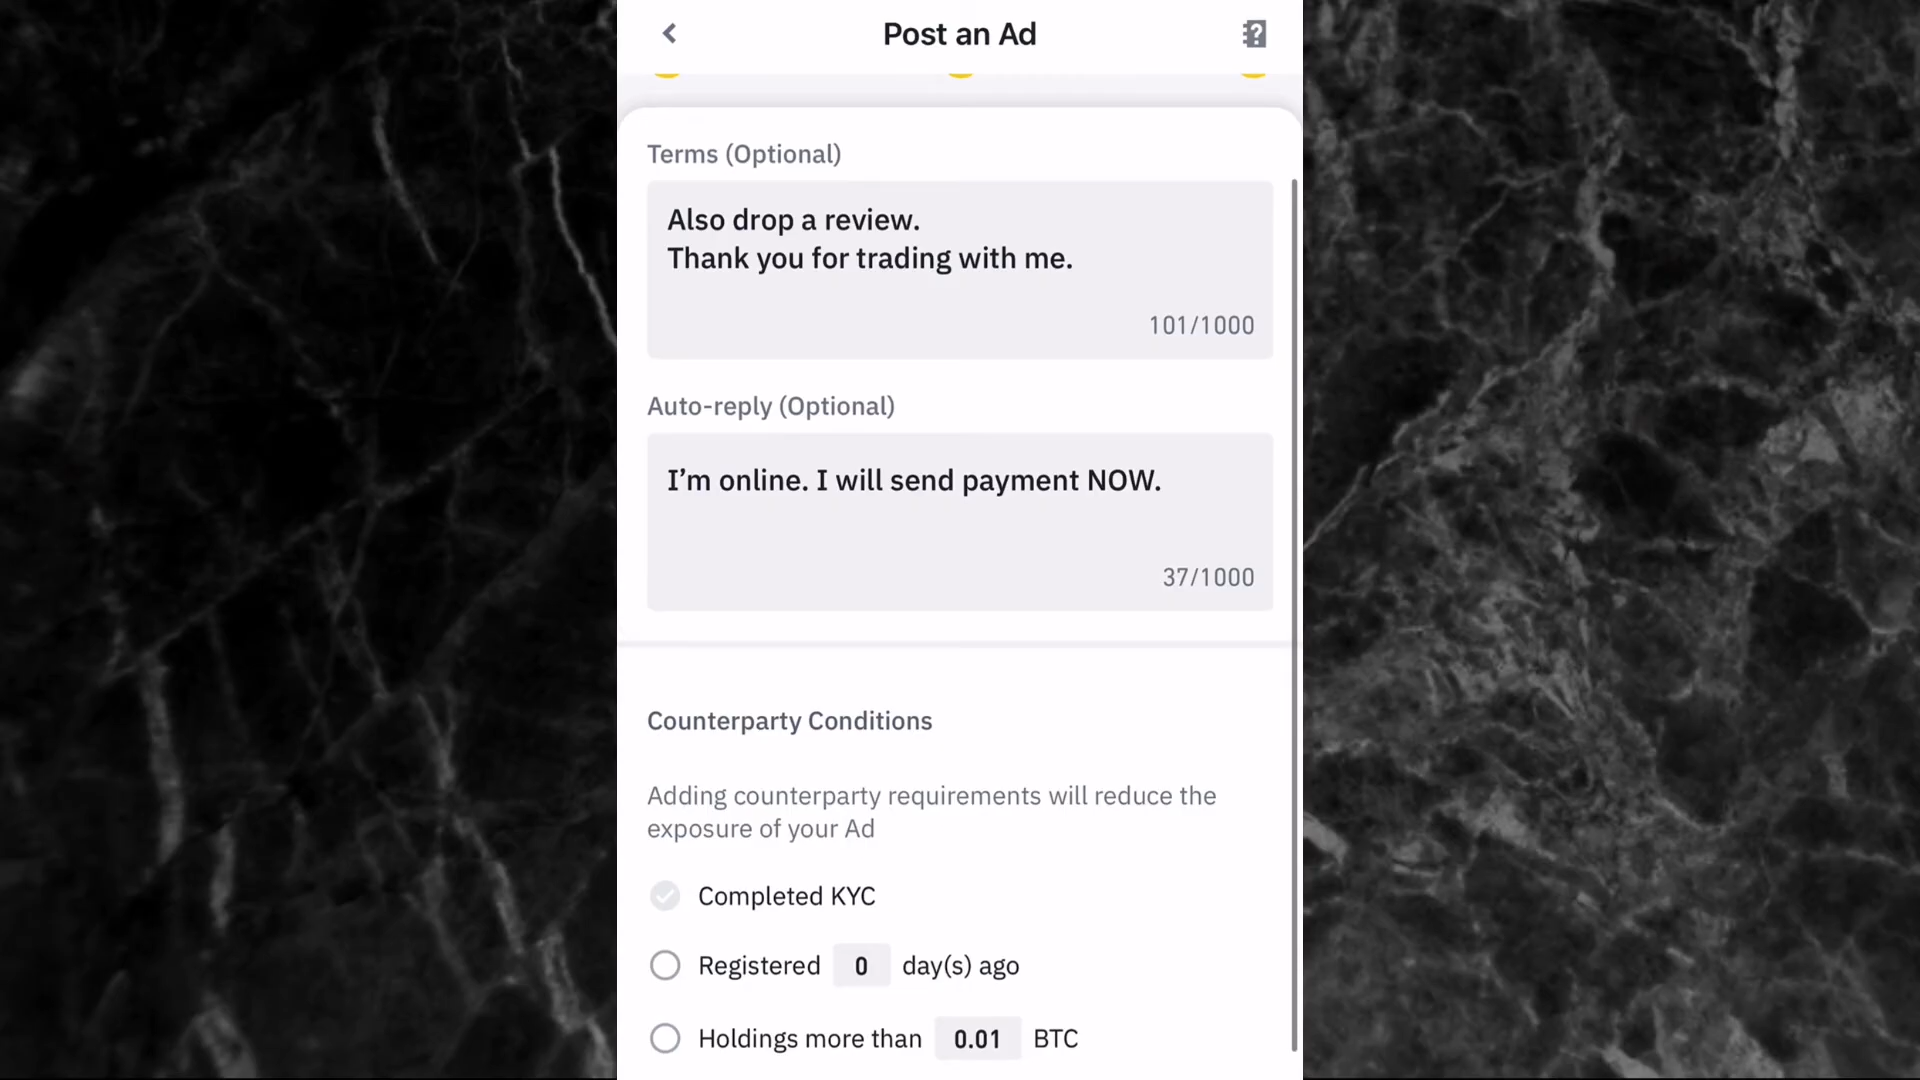 Post an Ad
Terms (Optional)
Also drop a review.
Thank you for trading with me.
101/1000
Auto-reply (Optional)
I’m online. I will send payment NOW.
37/1000
Counterparty Conditions
Adding counterparty requirements will reduce the
exposure of your Ad
Completed KYC
Registered 0 day(s) ago
Holdings more than 0.01 BTC